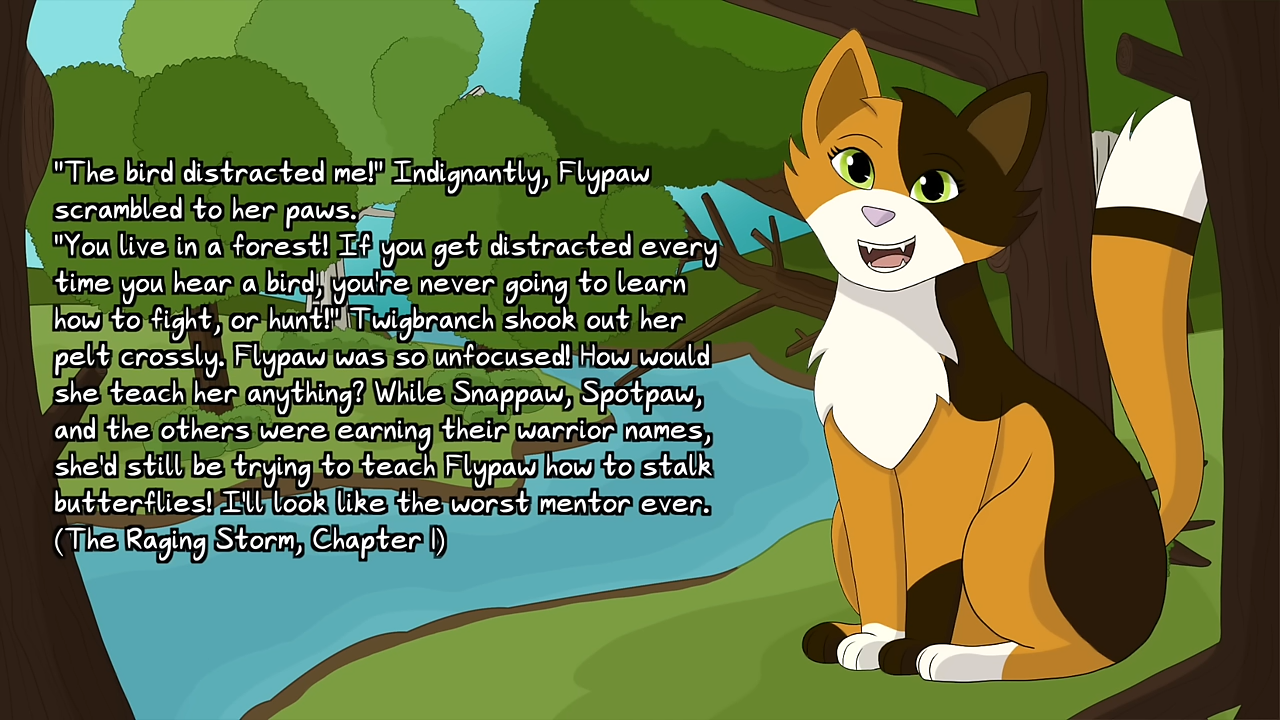 "The bird distracted me!" Indignantly, Flypaw
scrambled to her paws.
"You live in a forest! If you get distracted every
time you hear a bird, you're never going to learn
how to fight, or hunt!" Twigbranch shook out her
pelt crossly. Flypaw was so unfocused! How would
she teach her anything? While Snappaw, Spotpaw,
and the others were earning their warrior names,
she'd still be trying to teach Flypaw how to stalk
butterflies! I'll look like the worst mentor ever.
(The Raging Storm, Chapter 1)